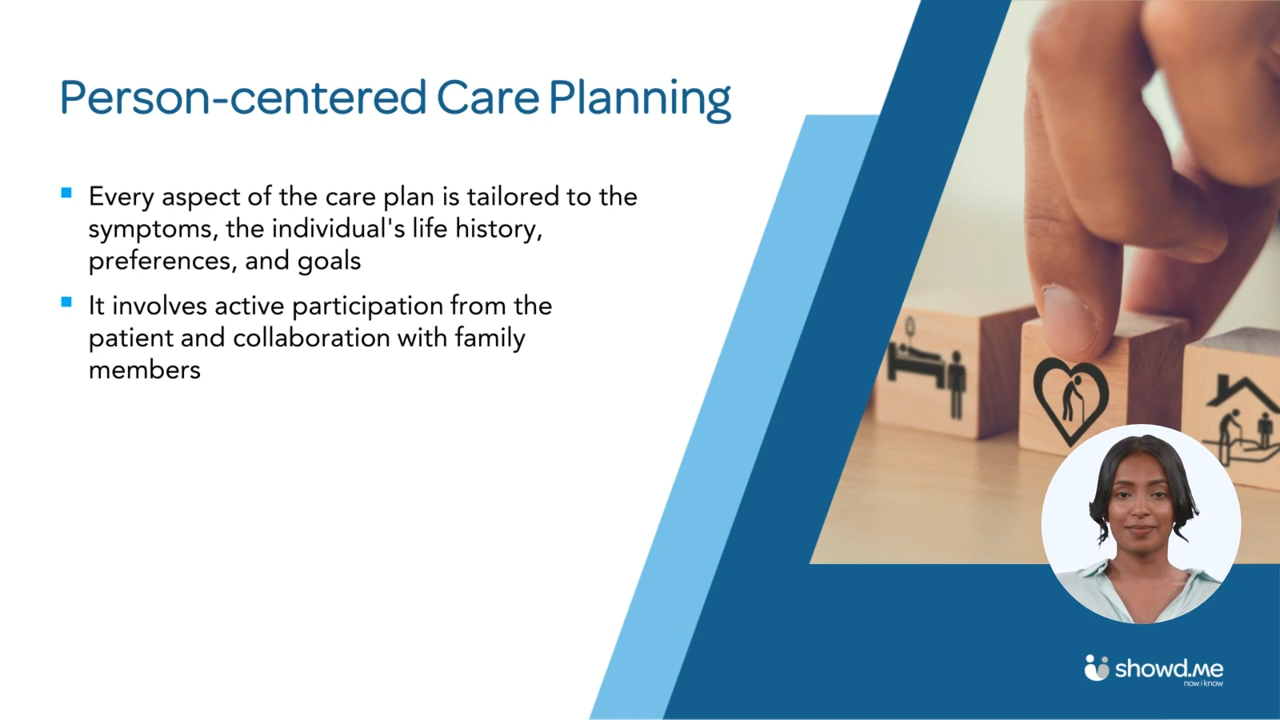 Person-centered Care Planning
Every aspect of the care plan is tailored to the
symptoms, the individual's life history,
preferences, and goals
It involves active participation from the
patient and collaboration with family
members
showd.me
now i know